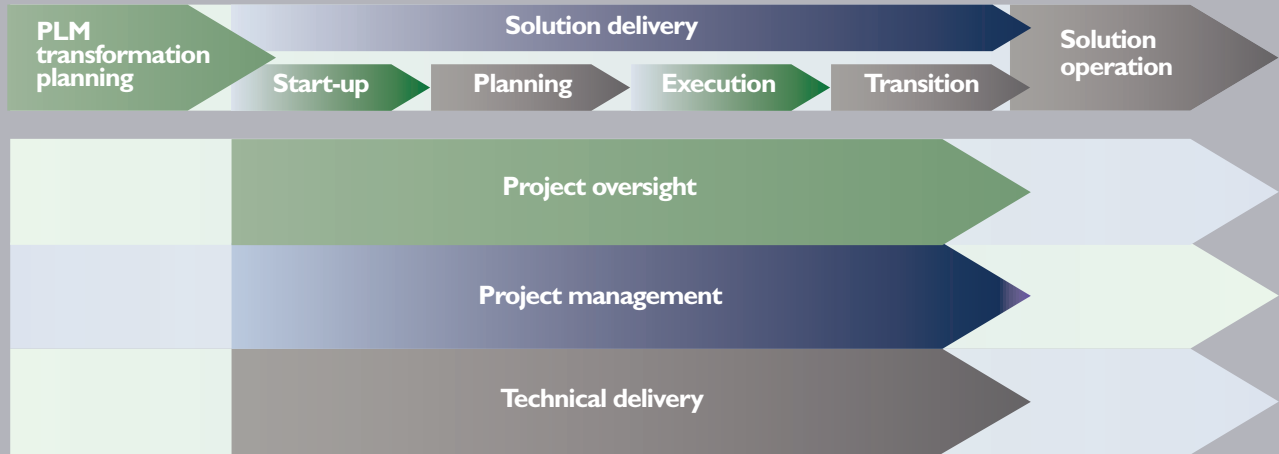 PLM
transformation
planning
Solution delivery
Solution
operation
Start-up
Planning
Execution
Transition
Project oversight
Project management
Technical delivery